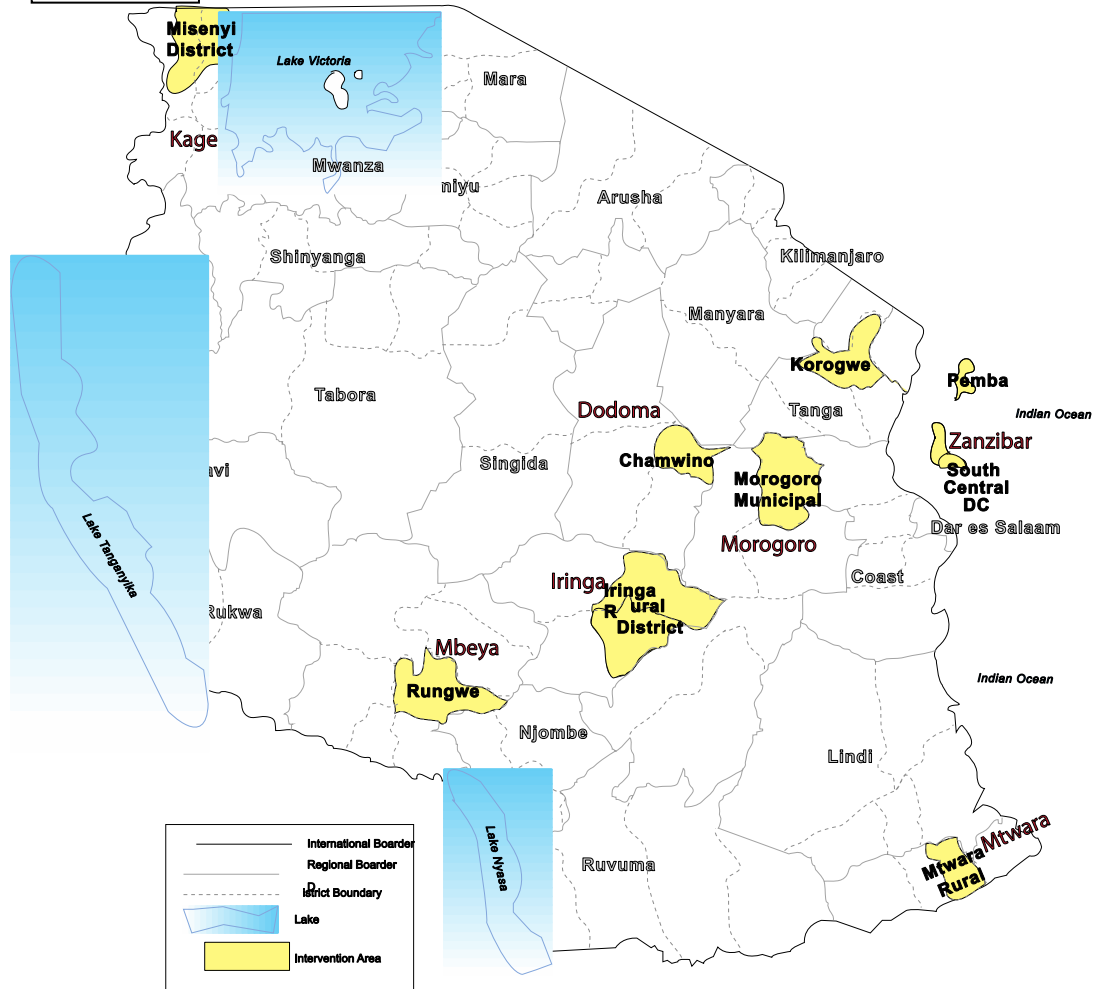 Misenyi
District
Lake Victoria
Mara
Kage
Mwanza
niyu
Arusha
Shinyanga
Kilimanjaro
Manyara
Korogwe
Pemba
Tabora
Dodoma
Tanga
Indian Ocean
Zanzibar
Chamwino
Singida
avi
South
Central
DC
Morogoro
Municipal
Dar es Salaam
Lake Tanganyika
Morogoro
Coast
Iringa
Iringa
R ural
District
Rukwa
Mbeya
Rungwe
Indian Ocean
Njombe
Lindi
Lake Nyasa
Ruvuma
Mtwara
Mtwara
Rural
International Boarder
Regional Boarder
D
istrict Boundary
Lake
Intervention Area